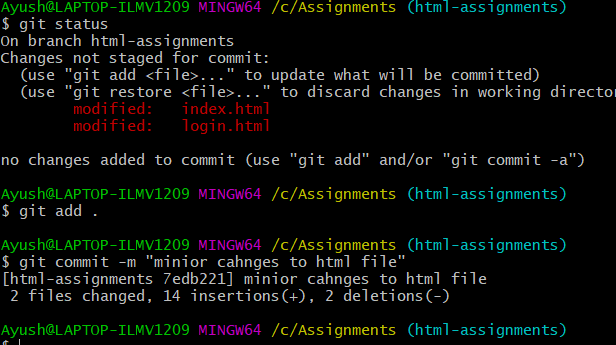 Ayush@LAPTOP-ILMV1209 MINGW64 /c/Assignments (html-assignments)
$ git status
On branch html-assignments
Changes not staged for commit:
  (use "git add <file>..." to update what will be committed)
  (use "git restore <file>..." to discard changes in working director
        modified:   index.html
        modified:   login.html
no changes added to commit (use "git add" and/or "git commit -a")
Ayush@LAPTOP-ILMV1209 MINGW64 /c/Assignments (html-assignments)
$ git add .
Ayush@LAPTOP-ILMV1209 MINGW64 /c/Assignments (html-assignments)
$ git commit -m "minior cahnges to html file"
[html-assignments 7edb221] minior cahnges to html file
 2 files changed, 14 insertions(+), 2 deletions(-)
Ayush@LAPTOP-ILMV1209 MINGW64 /c/Assignments (html-assignments)
$